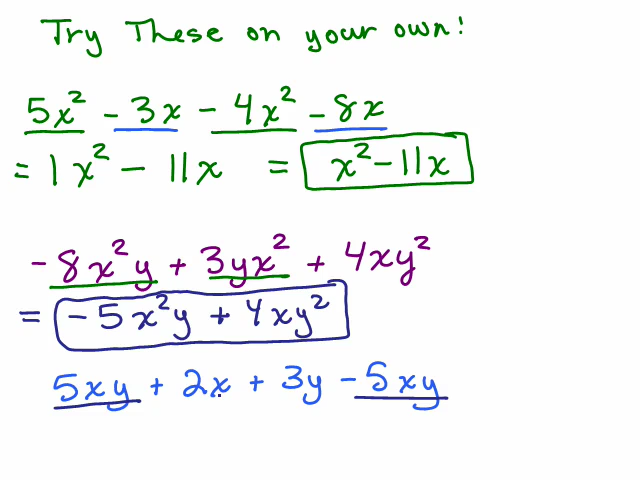 Try These on your own!
5x² - 3x - 4x² - 8x
= 1x² - 11x = x² - 11x
- 8x²y + 3yx² + 4xy²
= - 5x²y + 4xy²
5xy + 2x + 3y - 5xy